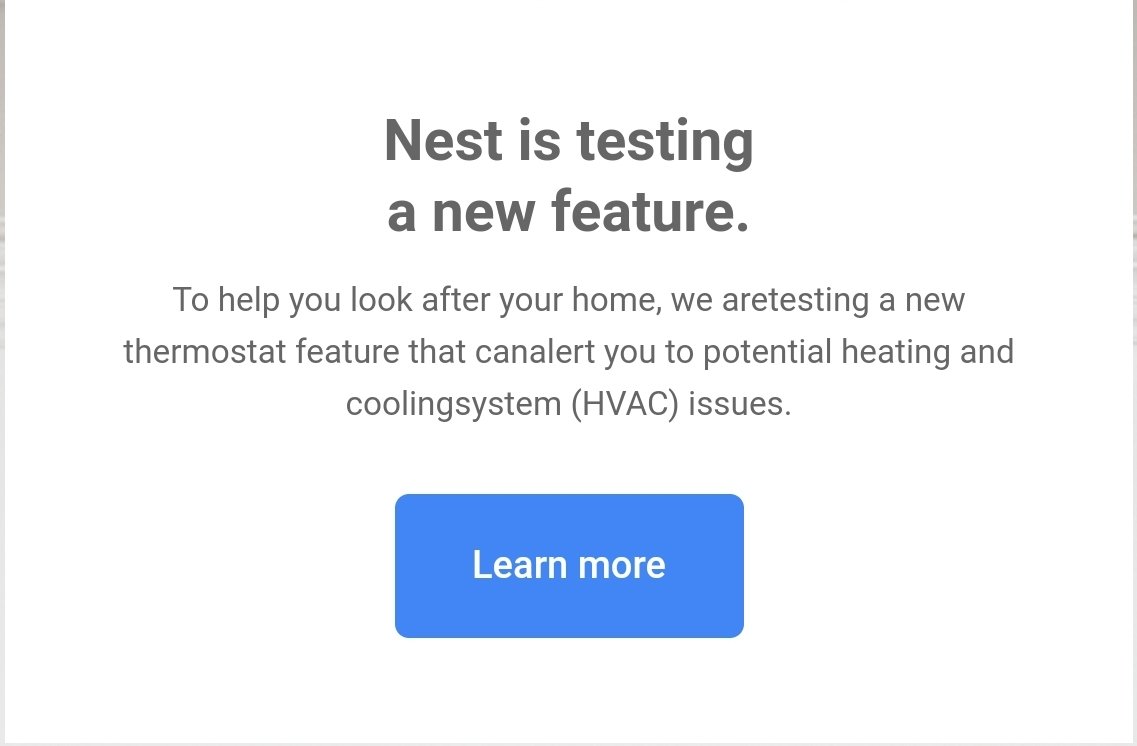 Nest is testing
a new feature.
To help you look after your home, we aretesting a new
thermostat feature that canalert you to potential heating and
coolingsystem (HVAC) issues.
Learn more